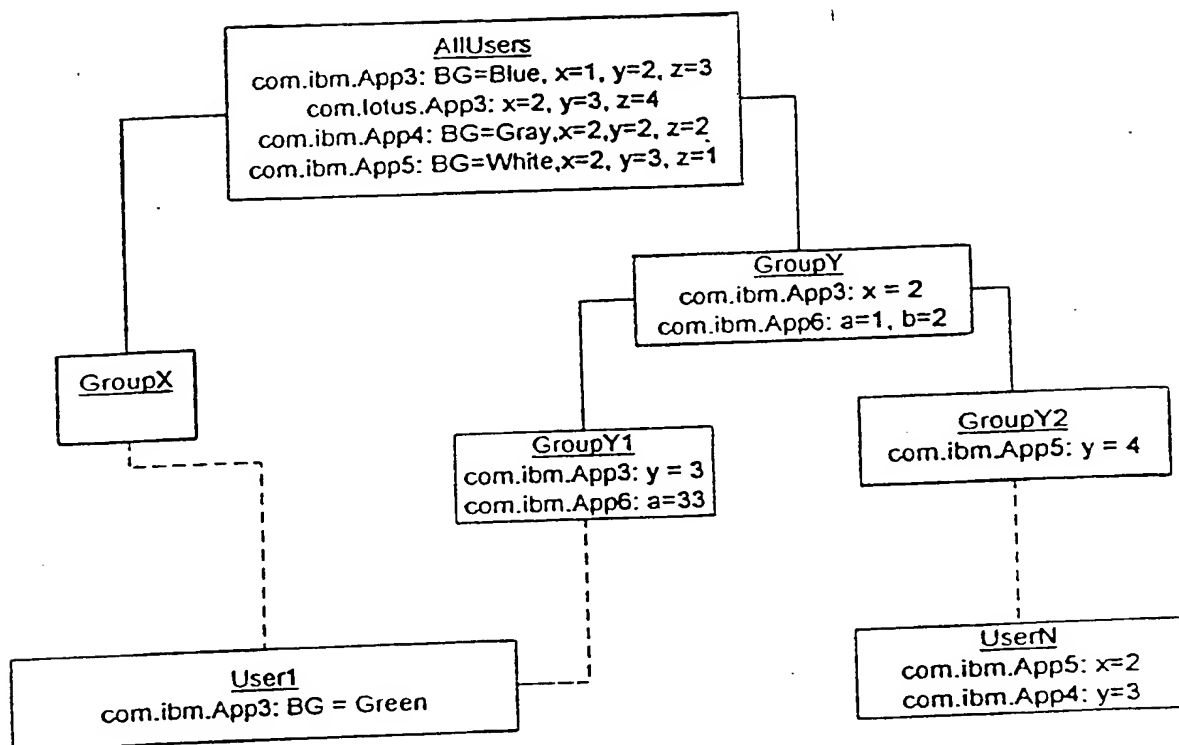 AllUsers
com.ibm.App3: BG=Blue, x=1, y=2, z=3
com.lotus.App3: x=2, y=3, z=4
com.ibm.App4: BG=Gray,x=2,y=2, z=2
com.ibm.App5: BG=White,x=2, y=3, z=1
GroupY
com.ibm.App3: x = 2
com.ibm.App6: a=1, b=2
GroupX
GroupY1
com.ibm.App3: y = 3
com.ibm.App6: a=33
GroupY2
com.ibm.App5: y = 4
User1
com.ibm.App3: BG = Green
UserN
com.ibm.App5: x=2
com.ibm.App4: y=3